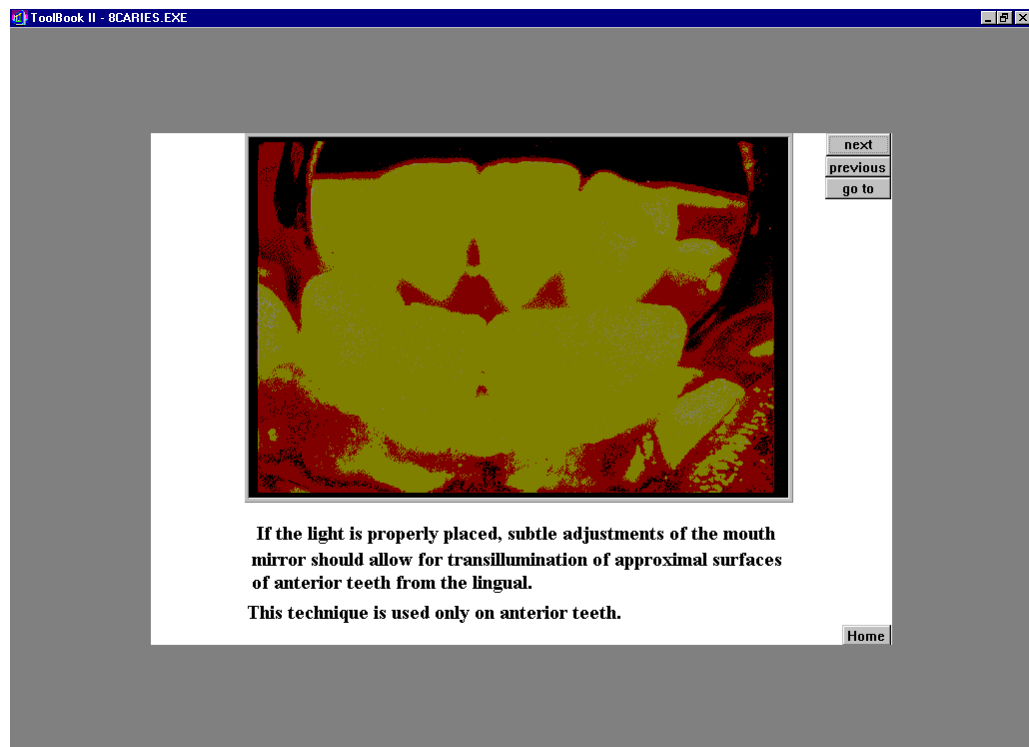 ToolBook II - 8CARIES.EXE
next
previous
go to
If the light is properly placed, subtle adjustments of the mouth
mirror should allow for transillumination of approximal surfaces
of anterior teeth from the lingual.
This technique is used only on anterior teeth.
Home